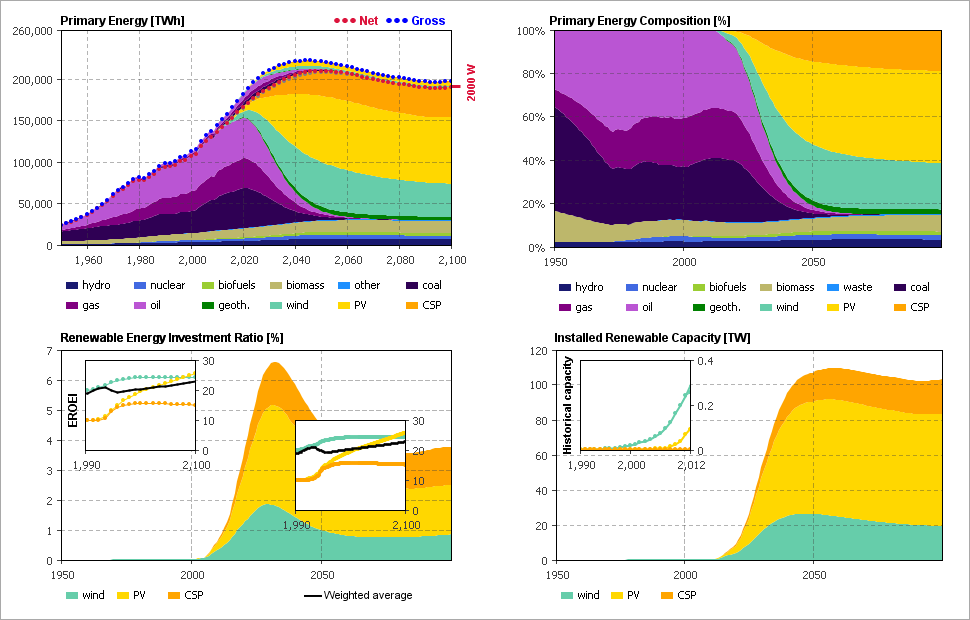 Primary Energy [TWh]
Net Gross
260,000
200,000
150,000
100,000
50,000
0
1,960 1,980 2,000 2,020 2,040 2,060 2,080 2,100
2000 W
hydro nuclear biofuels biomass other coal
gas oil geoth. wind PV CSP
Primary Energy Composition [%]
100%
80%
60%
40%
20%
0%
1950 2000 2050
hydro nuclear biofuels biomass waste coal
gas oil geoth. wind PV CSP
Renewable Energy Investment Ratio [%]
7
6
5
4
3
2
1
0
1950 2000 2050
EROEI
30
20
10
0
1,990 2,100
30
20
10
0
1,990 2,100
wind PV CSP Weighted average
Installed Renewable Capacity [TW]
120
100
80
60
40
20
0
1950 2000 2050
Historical capacity
0.4
0.2
0
1,990 2,000 2,012
wind PV CSP